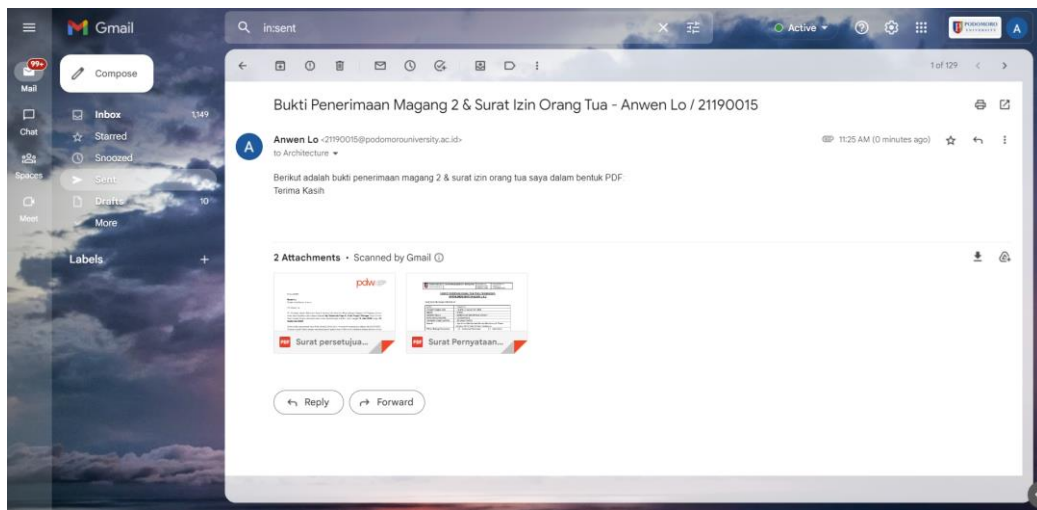 Gmail
in:sent
Active
PODOMORO
UNIVERSITY
A
99+
Mail
Chat
Spaces
Meet
Compose
Inbox 1,149
Starred
Snoozed
Sent
Drafts 10
More
Labels
1 of 129
Bukti Penerimaan Magang 2 & Surat Izin Orang Tua - Anwen Lo / 21190015
A
Anwen Lo <21190015@podomorouniversity.ac.id>
11:25 AM (0 minutes ago)
to Architecture
Berikut adalah bukti penerimaan magang 2 & surat izin orang tua saya dalam bentuk PDF.
Terima Kasih
2 Attachments • Scanned by Gmail
pdw
PDF Surat persetujua...
PDF Surat Pernyataan...
Reply
Forward